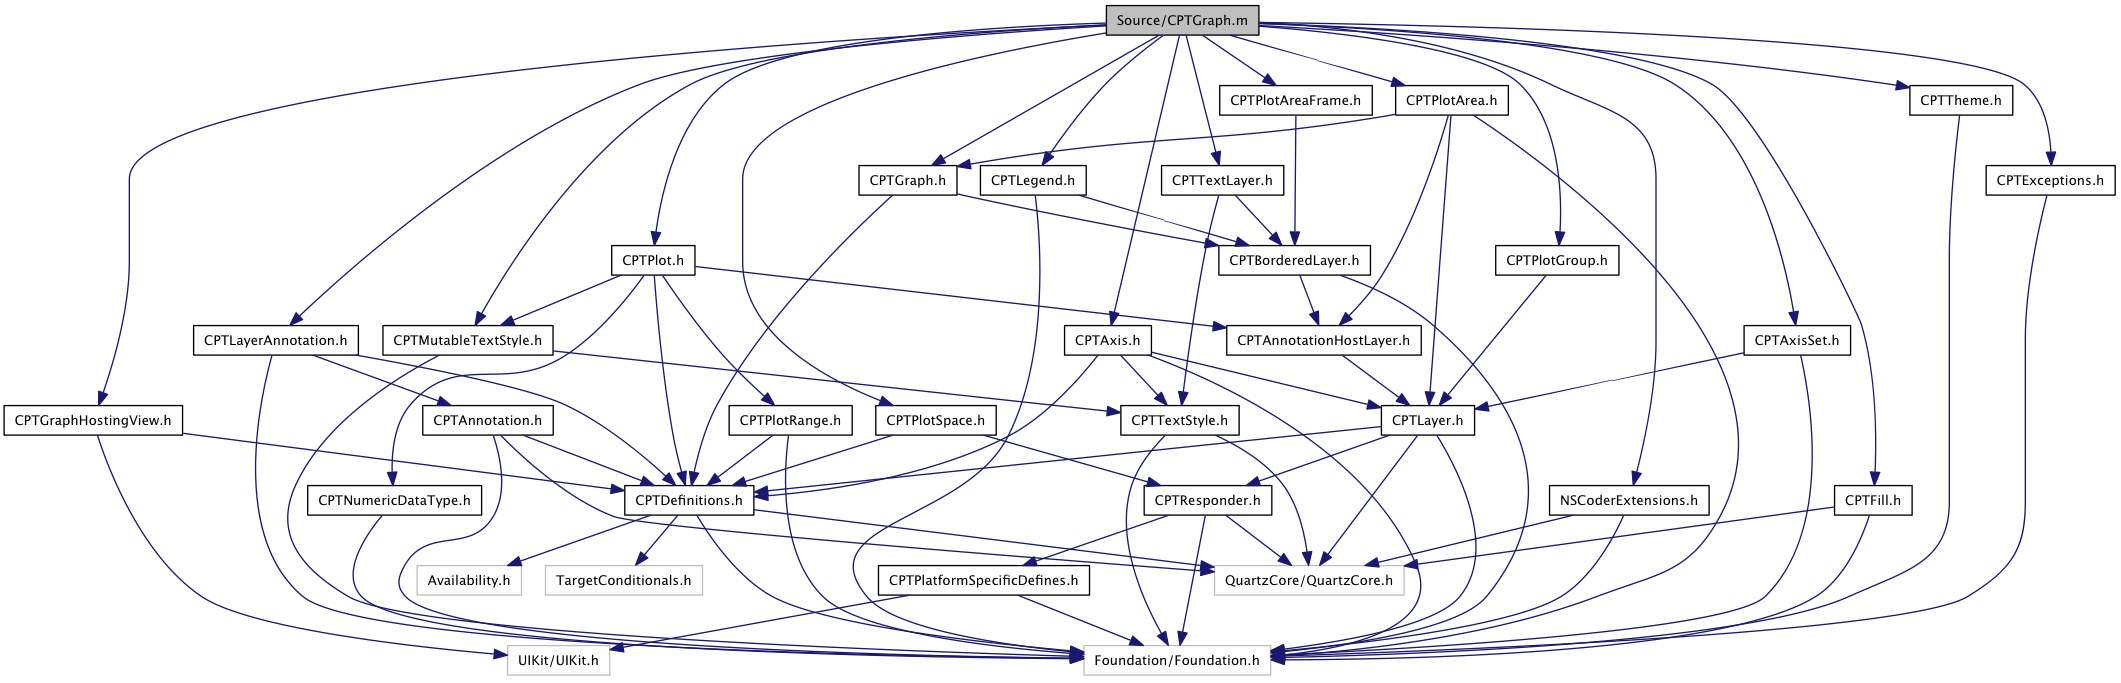 Source/CPTGraph.m
CPTPlotAreaFrame.h
CPTPlotArea.h
CPTTheme.h
CPTGraph.h
CPTLegend.h
CPTTextLayer.h
CPTExceptions.h
CPTPlot.h
CPTBorderedLayer.h
CPTPlotGroup.h
CPTLayerAnnotation.h
CPTMutableTextStyle.h
CPTAxis.h
CPTAnnotationHostLayer.h
CPTAxisSet.h
CPTGraphHostingView.h
CPTAnnotation.h
CPTPlotRange.h
CPTPlotSpace.h
CPTTextStyle.h
CPTLayer.h
CPTNumericDataType.h
CPTDefinitions.h
CPTResponder.h
NSCoderExtensions.h
CPTFill.h
Availability.h
TargetConditionals.h
CPTPlatformSpecificDefines.h
QuartzCore/QuartzCore.h
UIKit/UIKit.h
Foundation/Foundation.h